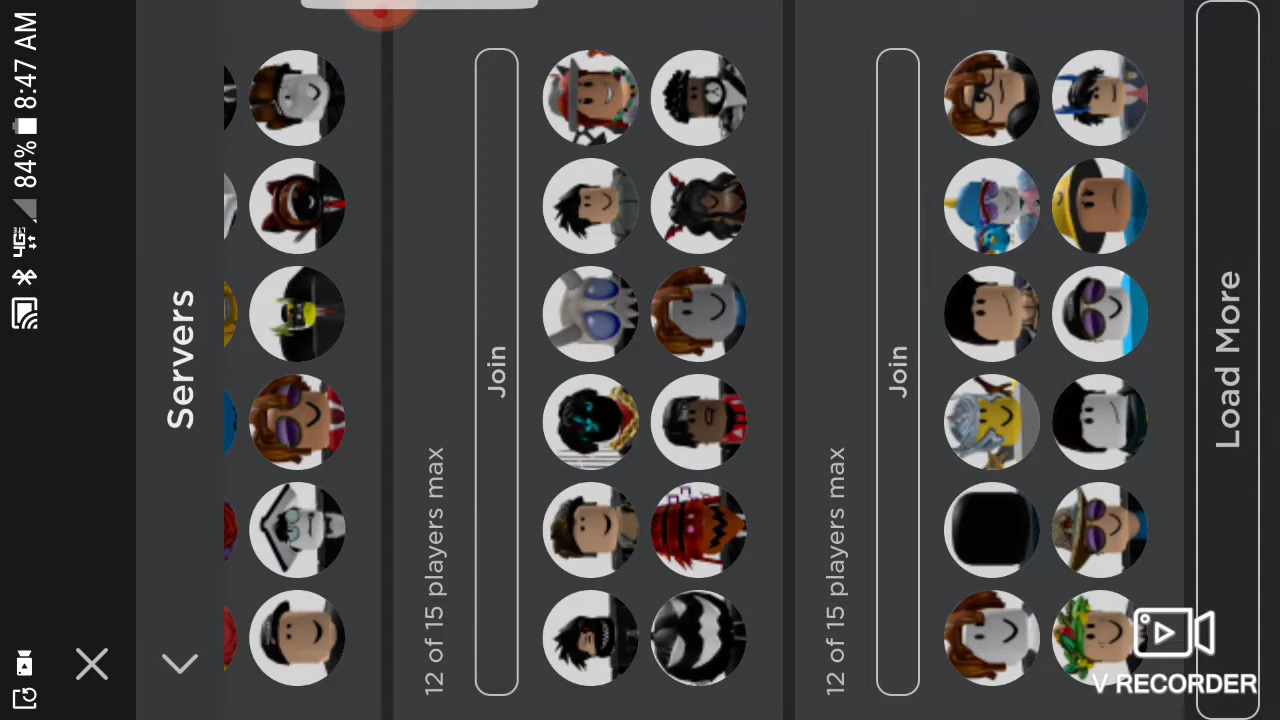 4GE 84% 8:47 AM
Servers
12 of 15 players max
Join
12 of 15 players max
Join
Load More
V RECORDER